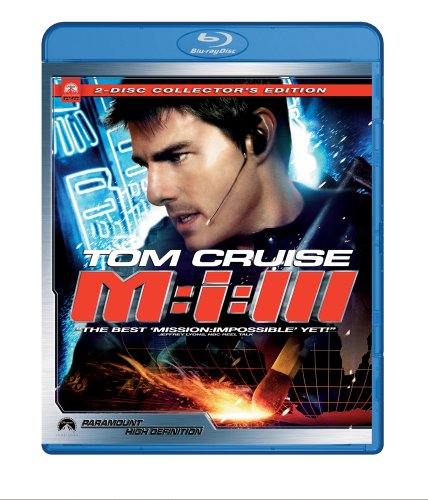 Blu-ray Disc
2-DISC COLLECTOR'S EDITION
TOM CRUISE
M:i:III
"THE BEST 'MISSION:IMPOSSIBLE' YET!"
JEFFREY LYONS, NBC REEL TALK
PARAMOUNT
HIGH DEFINITION